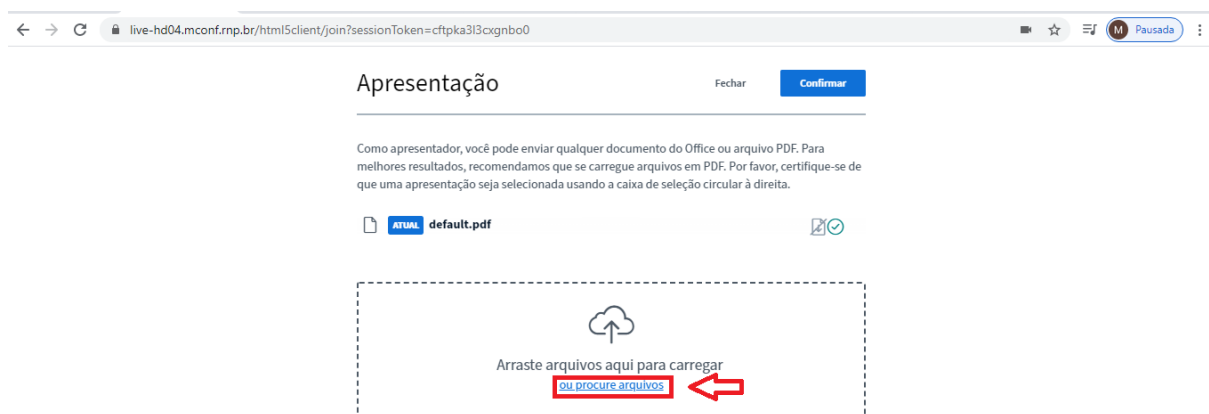 live-hd04.mconf.rnp.br/html5client/join?sessionToken=cftpka3l3cxgnbo0
M Pausada
Apresentação
Fechar
Confirmar
Como apresentador, você pode enviar qualquer documento do Office ou arquivo PDF. Para
melhores resultados, recomendamos que se carregue arquivos em PDF. Por favor, certifique-se de
que uma apresentação seja selecionada usando a caixa de seleção circular à direita.
ATUAL default.pdf
Arraste arquivos aqui para carregar
ou procure arquivos